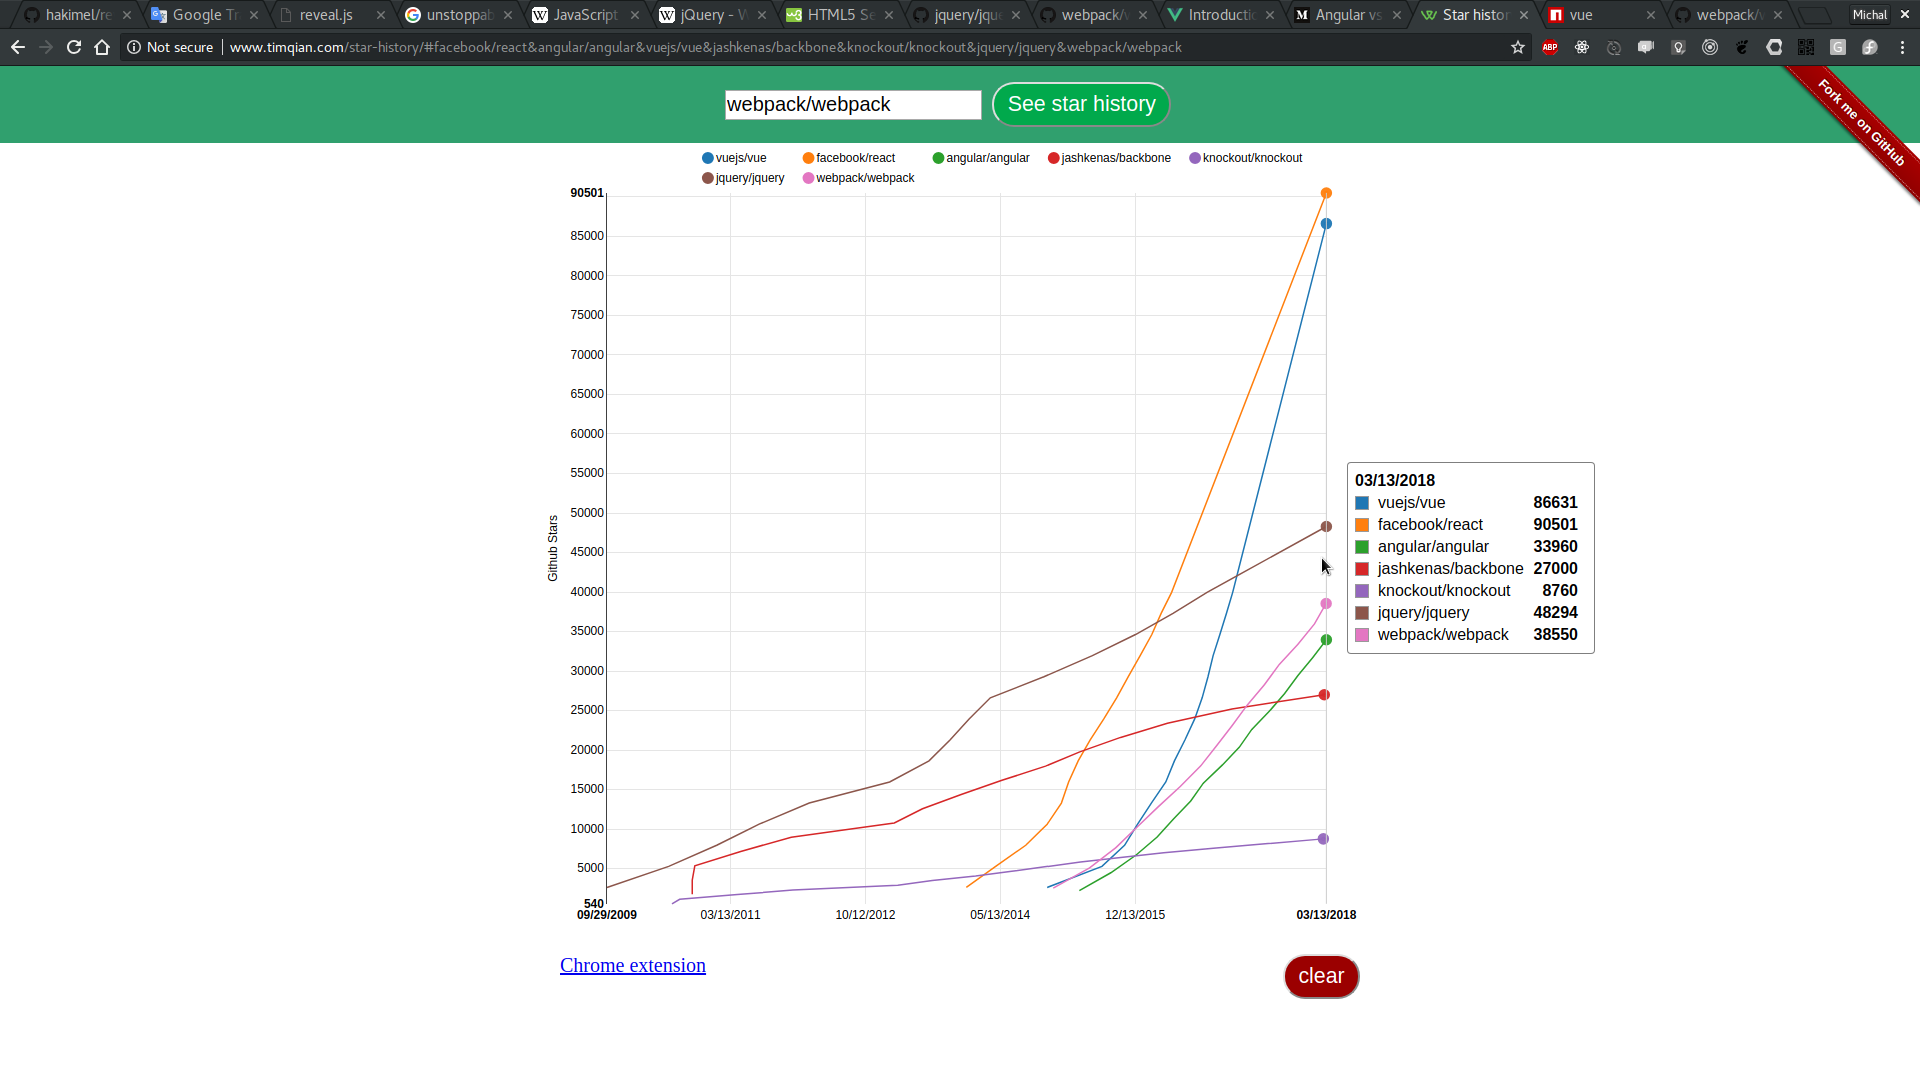 hakimel/re Google Tr reveal.js unstoppab JavaScript jQuery - W HTML5 Se jquery/jque webpack/v Introductio Angular vs Star histor vue webpack/v Michal
Not secure www.timqian.com/star-history/#facebook/react&angular/angular&vuejs/vue&jashkenas/backbone&knockout/knockout&jquery/jquery&webpack/webpack
webpack/webpack See star history
Fork me on GitHub
vuejs/vue facebook/react angular/angular jashkenas/backbone knockout/knockout
jquery/jquery webpack/webpack
90501
85000
80000
75000
70000
65000
60000
55000
50000
45000
40000
35000
30000
25000
20000
15000
10000
5000
540
Github Stars
09/29/2009 03/13/2011 10/12/2012 05/13/2014 12/13/2015 03/13/2018
03/13/2018
vuejs/vue 86631
facebook/react 90501
angular/angular 33960
jashkenas/backbone 27000
knockout/knockout 8760
jquery/jquery 48294
webpack/webpack 38550
Chrome extension clear